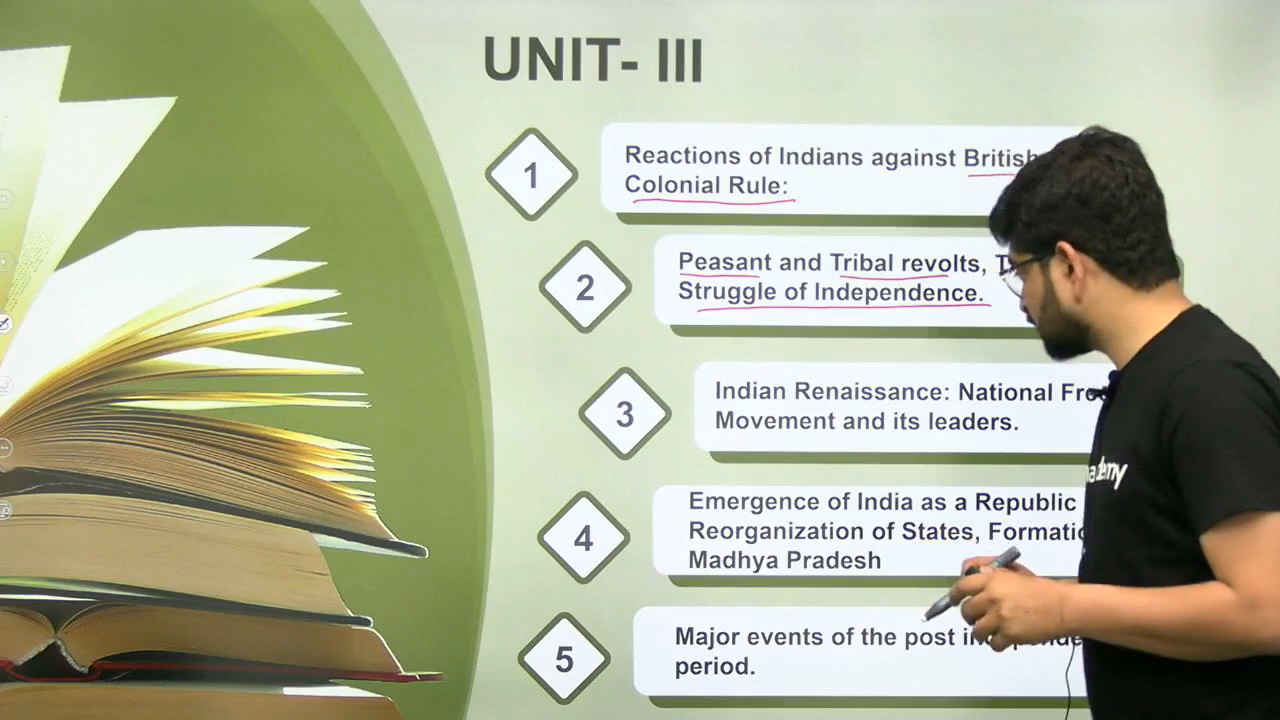 UNIT- III
1
Reactions of Indians against British
Colonial Rule:
2
Peasant and Tribal revolts,
Struggle of Independence.
3
Indian Renaissance: National
Movement and its leaders.
4
Emergence of India as a Republic
Reorganization of States,
Madhya Pradesh
5
Major events of the post
period.